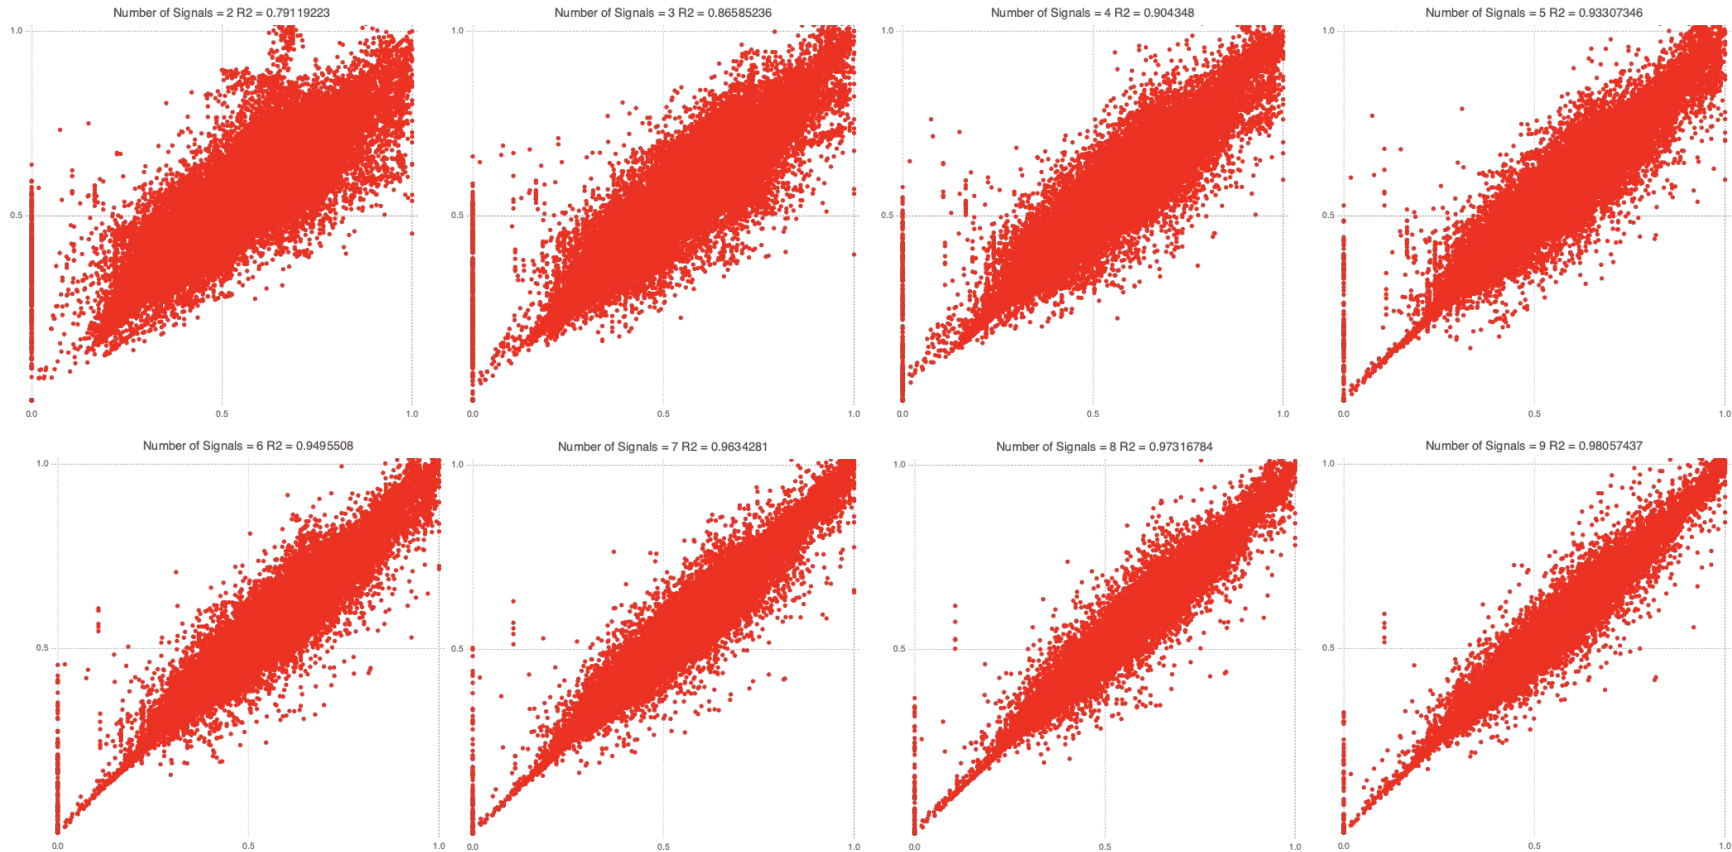 Number of Signals = 2 R2 = 0.79119223
1.0
0.5
0.0 0.5 1.0
Number of Signals = 3 R2 = 0.86585236
1.0
0.5
0.0 0.5 1.0
Number of Signals = 4 R2 = 0.904348
1.0
0.5
0.0 0.5 1.0
Number of Signals = 5 R2 = 0.93307346
1.0
0.5
0.0 0.5 1.0
Number of Signals = 6 R2 = 0.9495508
1.0
0.5
0.0 0.5 1.0
Number of Signals = 7 R2 = 0.9634281
1.0
0.5
0.0 0.5 1.0
Number of Signals = 8 R2 = 0.97316784
1.0
0.5
0.0 0.5 1.0
Number of Signals = 9 R2 = 0.98057437
1.0
0.5
0.0 0.5 1.0